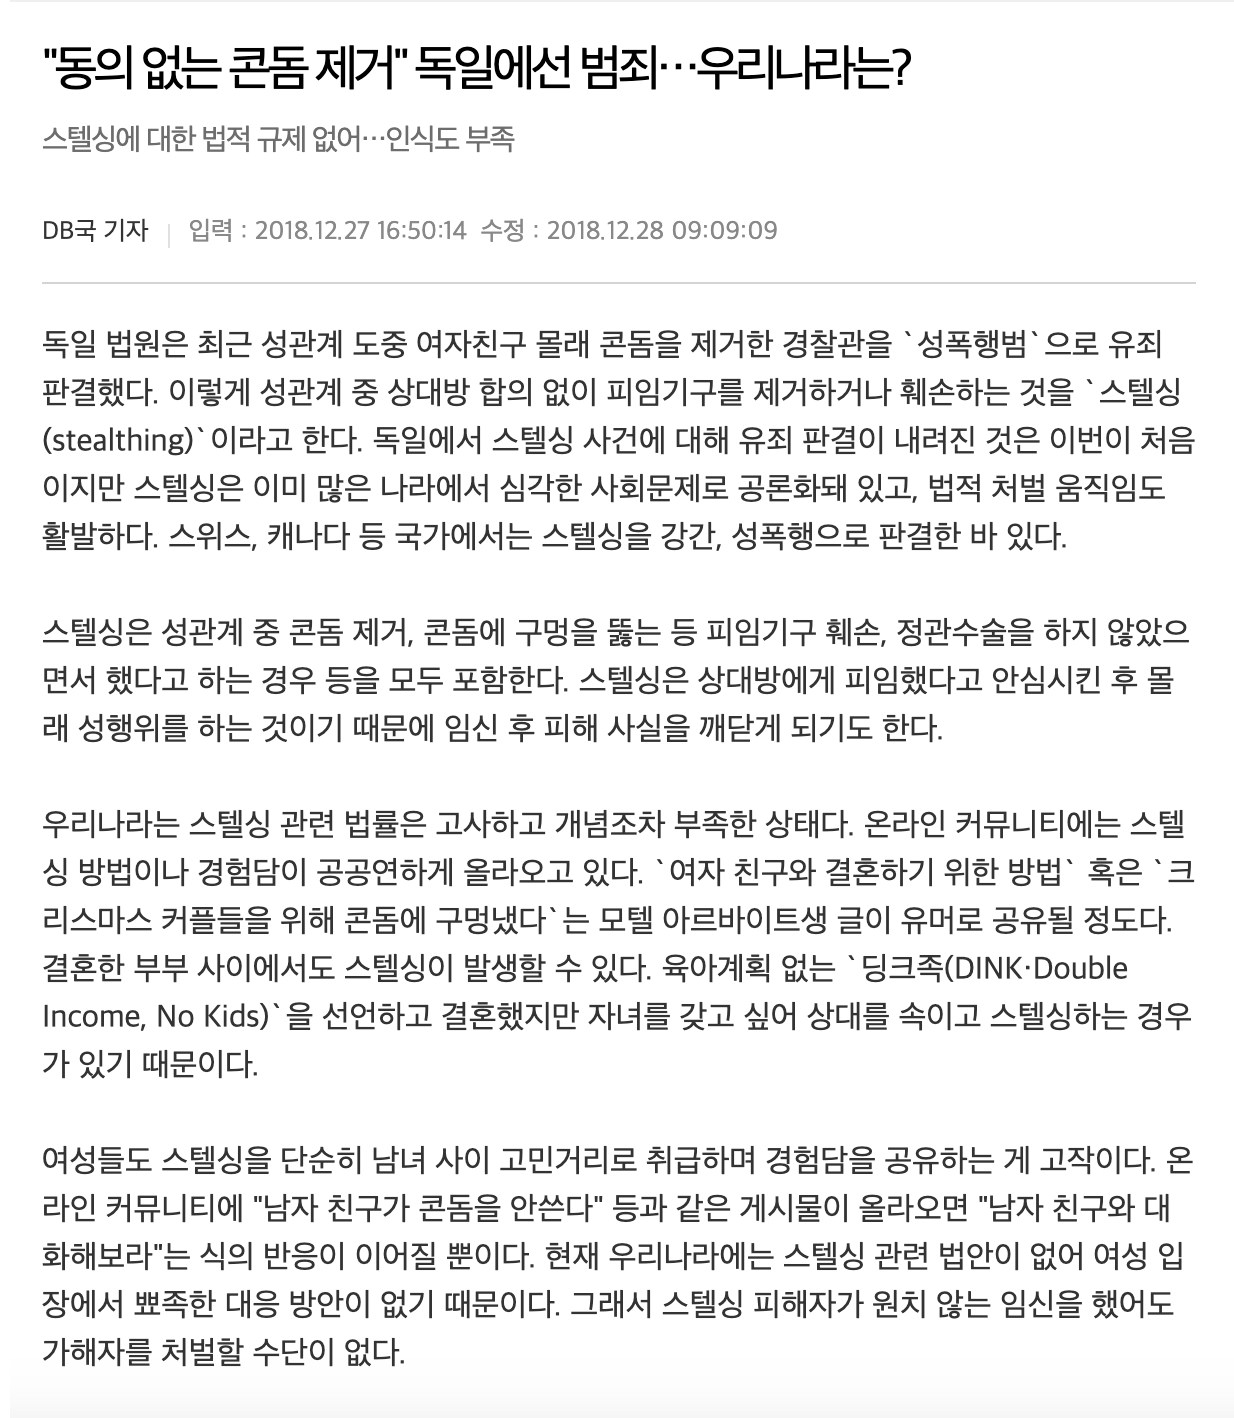 "동의 없는 콘돔 제거" 독일에선 범죄…우리나라는?
스텔싱에 대한 법적 규제 없어…인식도 부족
DB국 기자 | 입력 : 2018.12.27 16:50:14 수정 : 2018.12.28 09:09:09
독일 법원은 최근 성관계 도중 여자친구 몰래 콘돔을 제거한 경찰관을 `성폭행범`으로 유죄
판결했다. 이렇게 성관계 중 상대방 합의 없이 피임기구를 제거하거나 훼손하는 것을 `스텔싱
(stealthing)`이라고 한다. 독일에서 스텔싱 사건에 대해 유죄 판결이 내려진 것은 이번이 처음
이지만 스텔싱은 이미 많은 나라에서 심각한 사회문제로 공론화돼 있고, 법적 처벌 움직임도
활발하다. 스위스, 캐나다 등 국가에서는 스텔싱을 강간, 성폭행으로 판결한 바 있다.
스텔싱은 성관계 중 콘돔 제거, 콘돔에 구멍을 뚫는 등 피임기구 훼손, 정관수술을 하지 않았으
면서 했다고 하는 경우 등을 모두 포함한다. 스텔싱은 상대방에게 피임했다고 안심시킨 후 몰
래 성행위를 하는 것이기 때문에 임신 후 피해 사실을 깨닫게 되기도 한다.
우리나라는 스텔싱 관련 법률은 고사하고 개념조차 부족한 상태다. 온라인 커뮤니티에는 스텔
싱 방법이나 경험담이 공공연하게 올라오고 있다. `여자 친구와 결혼하기 위한 방법` 혹은 `크
리스마스 커플들을 위해 콘돔에 구멍냈다`는 모텔 아르바이트생 글이 유머로 공유될 정도다.
결혼한 부부 사이에서도 스텔싱이 발생할 수 있다. 육아계획 없는 `딩크족(DINK·Double
Income, No Kids)`을 선언하고 결혼했지만 자녀를 갖고 싶어 상대를 속이고 스텔싱하는 경우
가 있기 때문이다.
여성들도 스텔싱을 단순히 남녀 사이 고민거리로 취급하며 경험담을 공유하는 게 고작이다. 온
라인 커뮤니티에 "남자 친구가 콘돔을 안쓴다" 등과 같은 게시물이 올라오면 "남자 친구와 대
화해보라"는 식의 반응이 이어질 뿐이다. 현재 우리나라에는 스텔싱 관련 법안이 없어 여성 입
장에서 뾰족한 대응 방안이 없기 때문이다. 그래서 스텔싱 피해자가 원치 않는 임신을 했어도
가해자를 처벌할 수단이 없다.